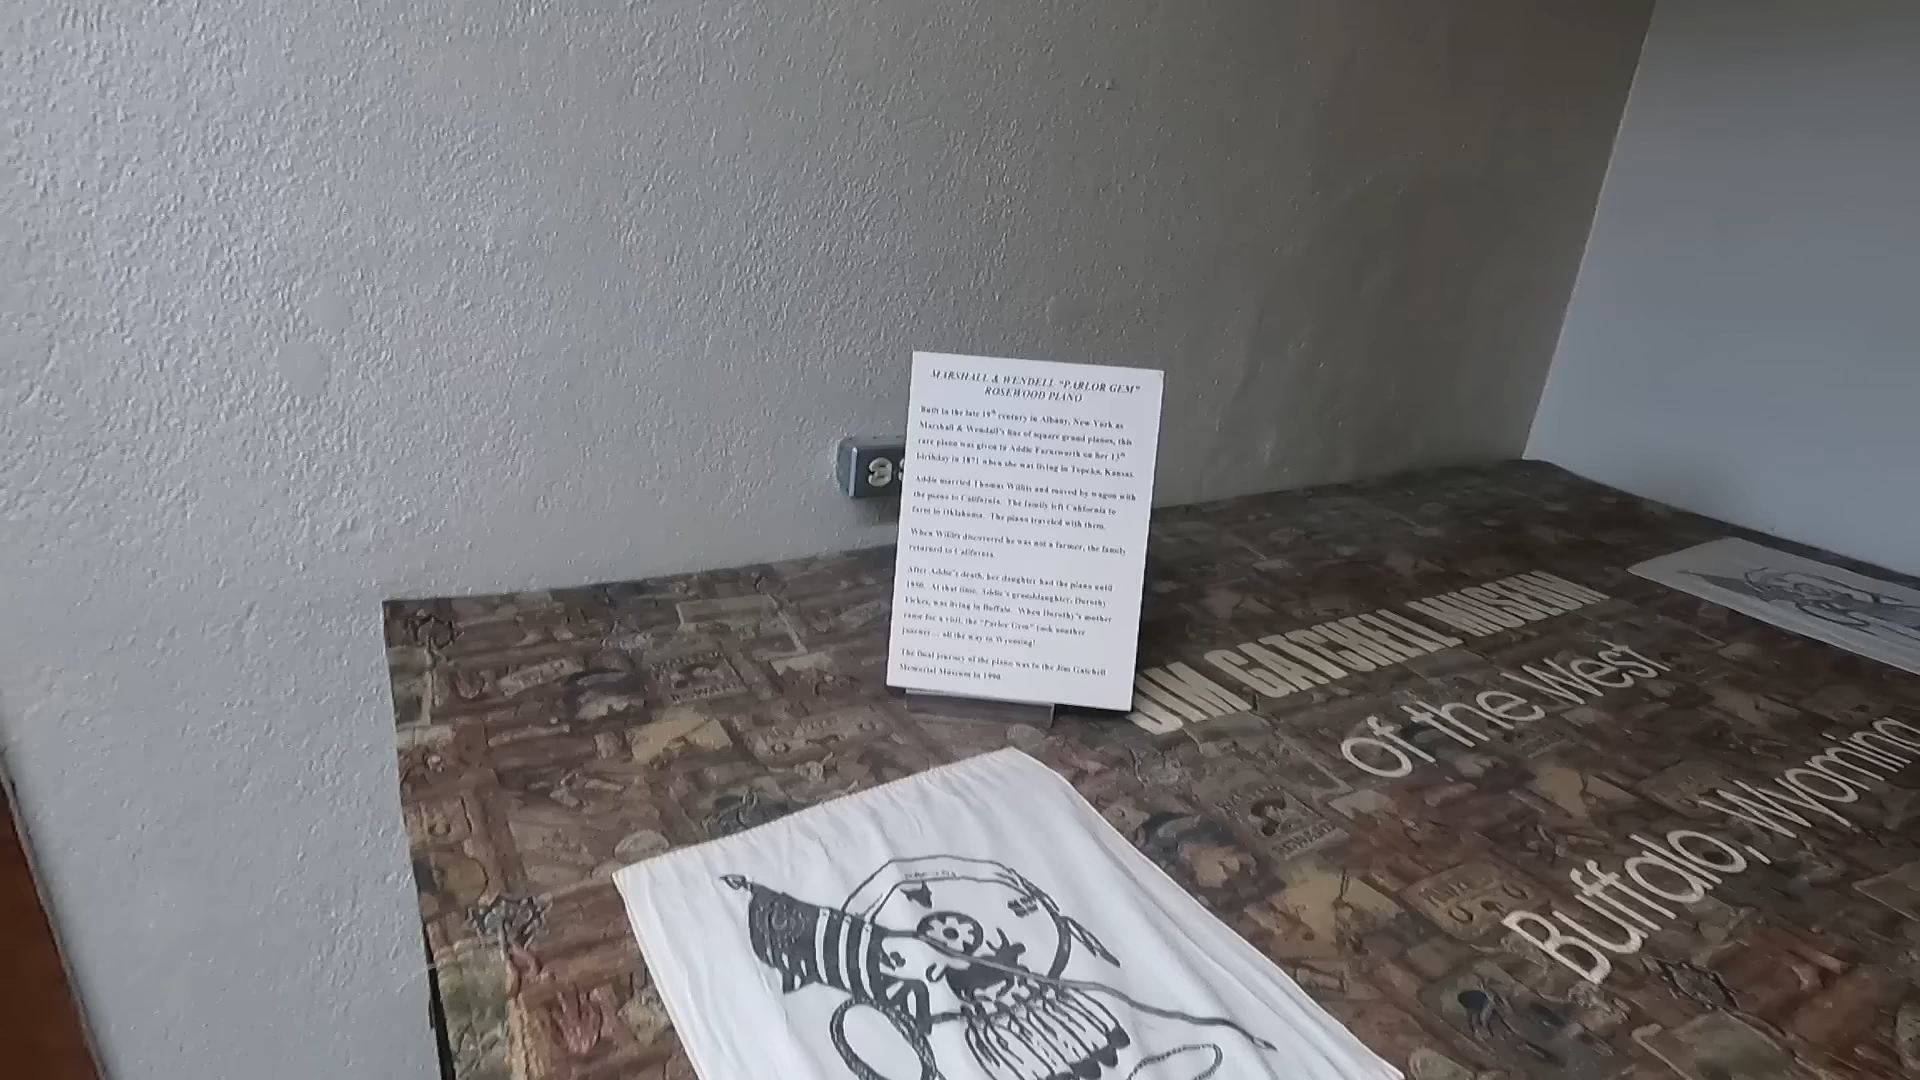 MARSHALL & WENDELL "PARLOR GEM"
ROSEWOOD PIANO
Built in the late 19th century in Albany, New York as
Marshall & Wendall's line of square grand pianos, this
rare piano was given to Addie Farnsworth on her 13th
birthday in 1871 when she was living in Topeka, Kansas.
Addie married Thomas Willits and moved by wagon with
the piano to California. The family left California to
farm in Oklahoma. The piano traveled with them.
When Willits discovered he was not a farmer, the family
returned to California.
After Addie's death, her daughter had the piano until
1950. At that time, Addie's granddaughter, Dorothy
was living in Buffalo. When Dorothy's mother
came for a visit, the "Parlor Gem" took another
journey... all the way to Wyoming!
The final journey of the piano was to the Jim Gatchell
Memorial Museum in 1990.
JIM GATCHELL MUSEUM
of the West
Buffalo, Wyoming